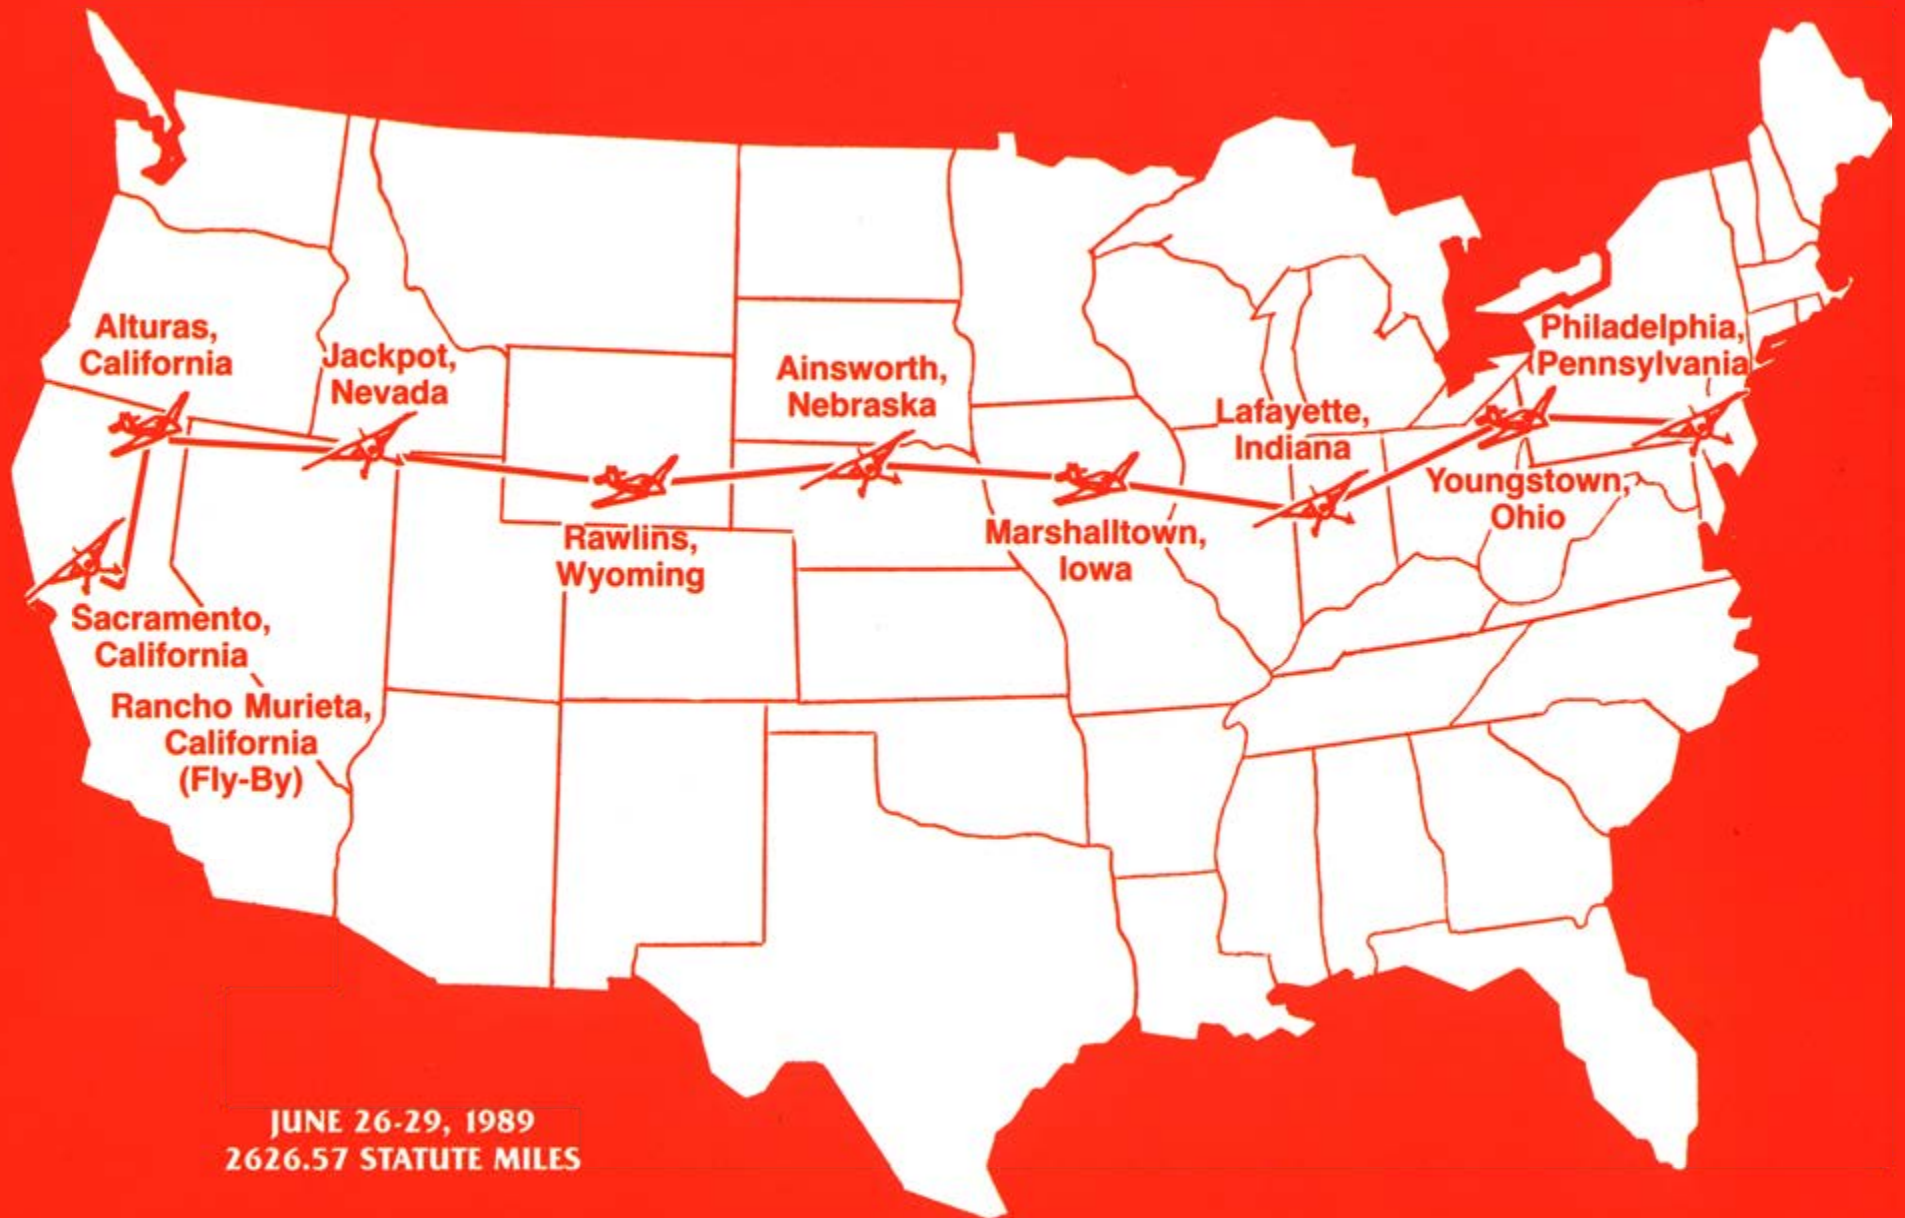 Alturas,
California
Jackpot,
Nevada
Ainsworth,
Nebraska
Lafayette,
Indiana
Philadelphia,
Pennsylvania
Youngstown,
Ohio
Rawlins,
Wyoming
Marshalltown,
Iowa
Sacramento,
California
Rancho Murieta,
California
(Fly-By)
JUNE 26-29, 1989
2626.57 STATUTE MILES